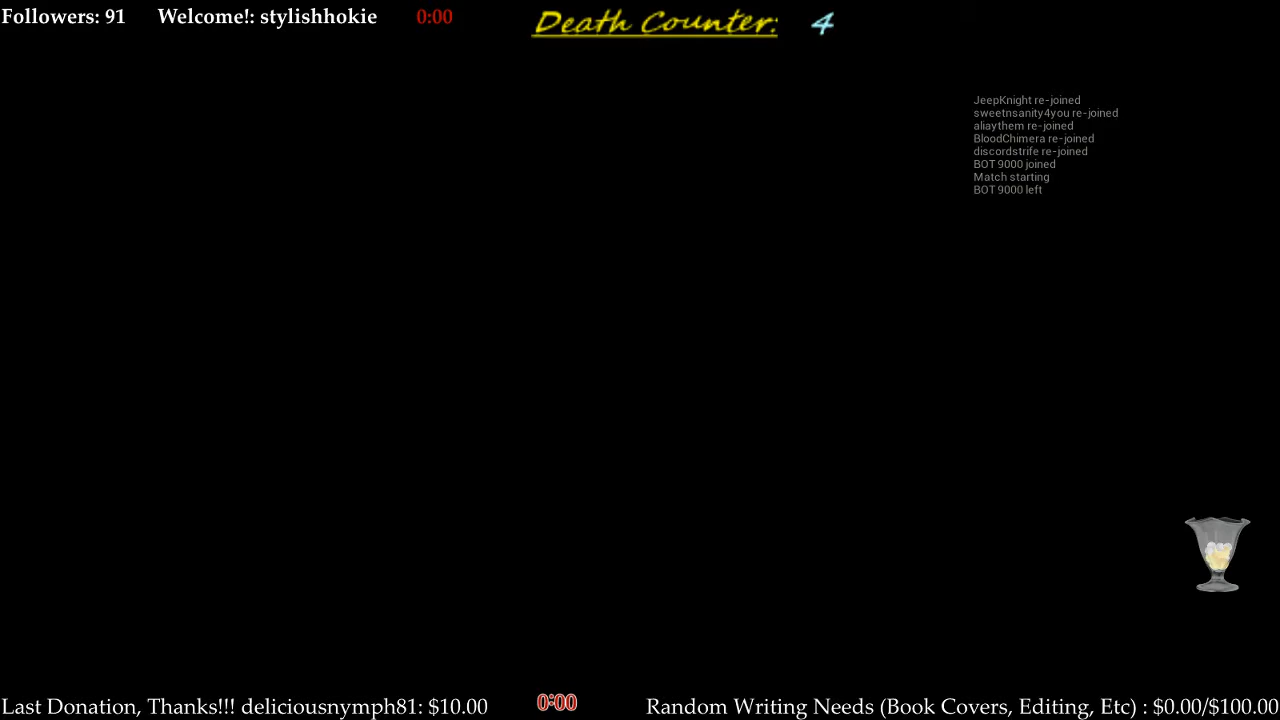 Followers: 91 Welcome!: stylishhokie 0:00 Death Counter: 4
JeepKnight re-joined
sweetnsanity4you re-joined
aliaythem re-joined
BloodChimera re-joined
discordstrife re-joined
BOT 9000 joined
Match starting
BOT 9000 left
Last Donation, Thanks!!! deliciousnymph81: $10.00 0:00 Random Writing Needs (Book Covers, Editing, Etc) : $0.00/$100.00